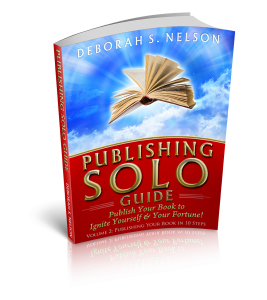 DEBORAH S. NELSON
PUBLISHING
SOLO
GUIDE
Publish Your Book to
Ignite Yourself & Your Fortune!
VOLUME 2: PUBLISHING YOUR BOOK IN 10 STEPS
PUBLISHING SOLO GUIDE
DEBORAH S. NELSON